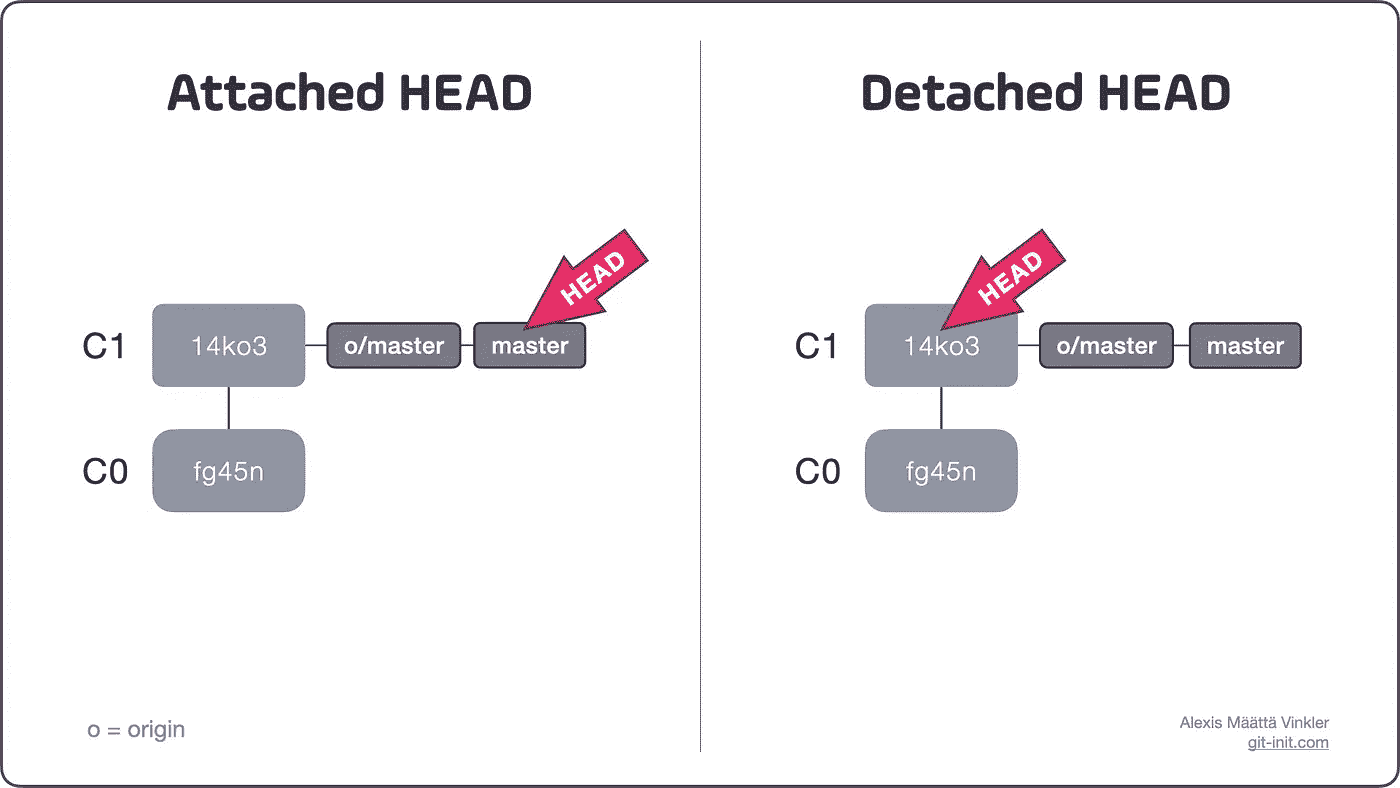 Attached HEAD
HEAD
C1 14ko3 o/master master
C0 fg45n
o = origin
Detached HEAD
HEAD
C1 14ko3 o/master master
C0 fg45n
Alexis Määttä Vinkler
git-init.com